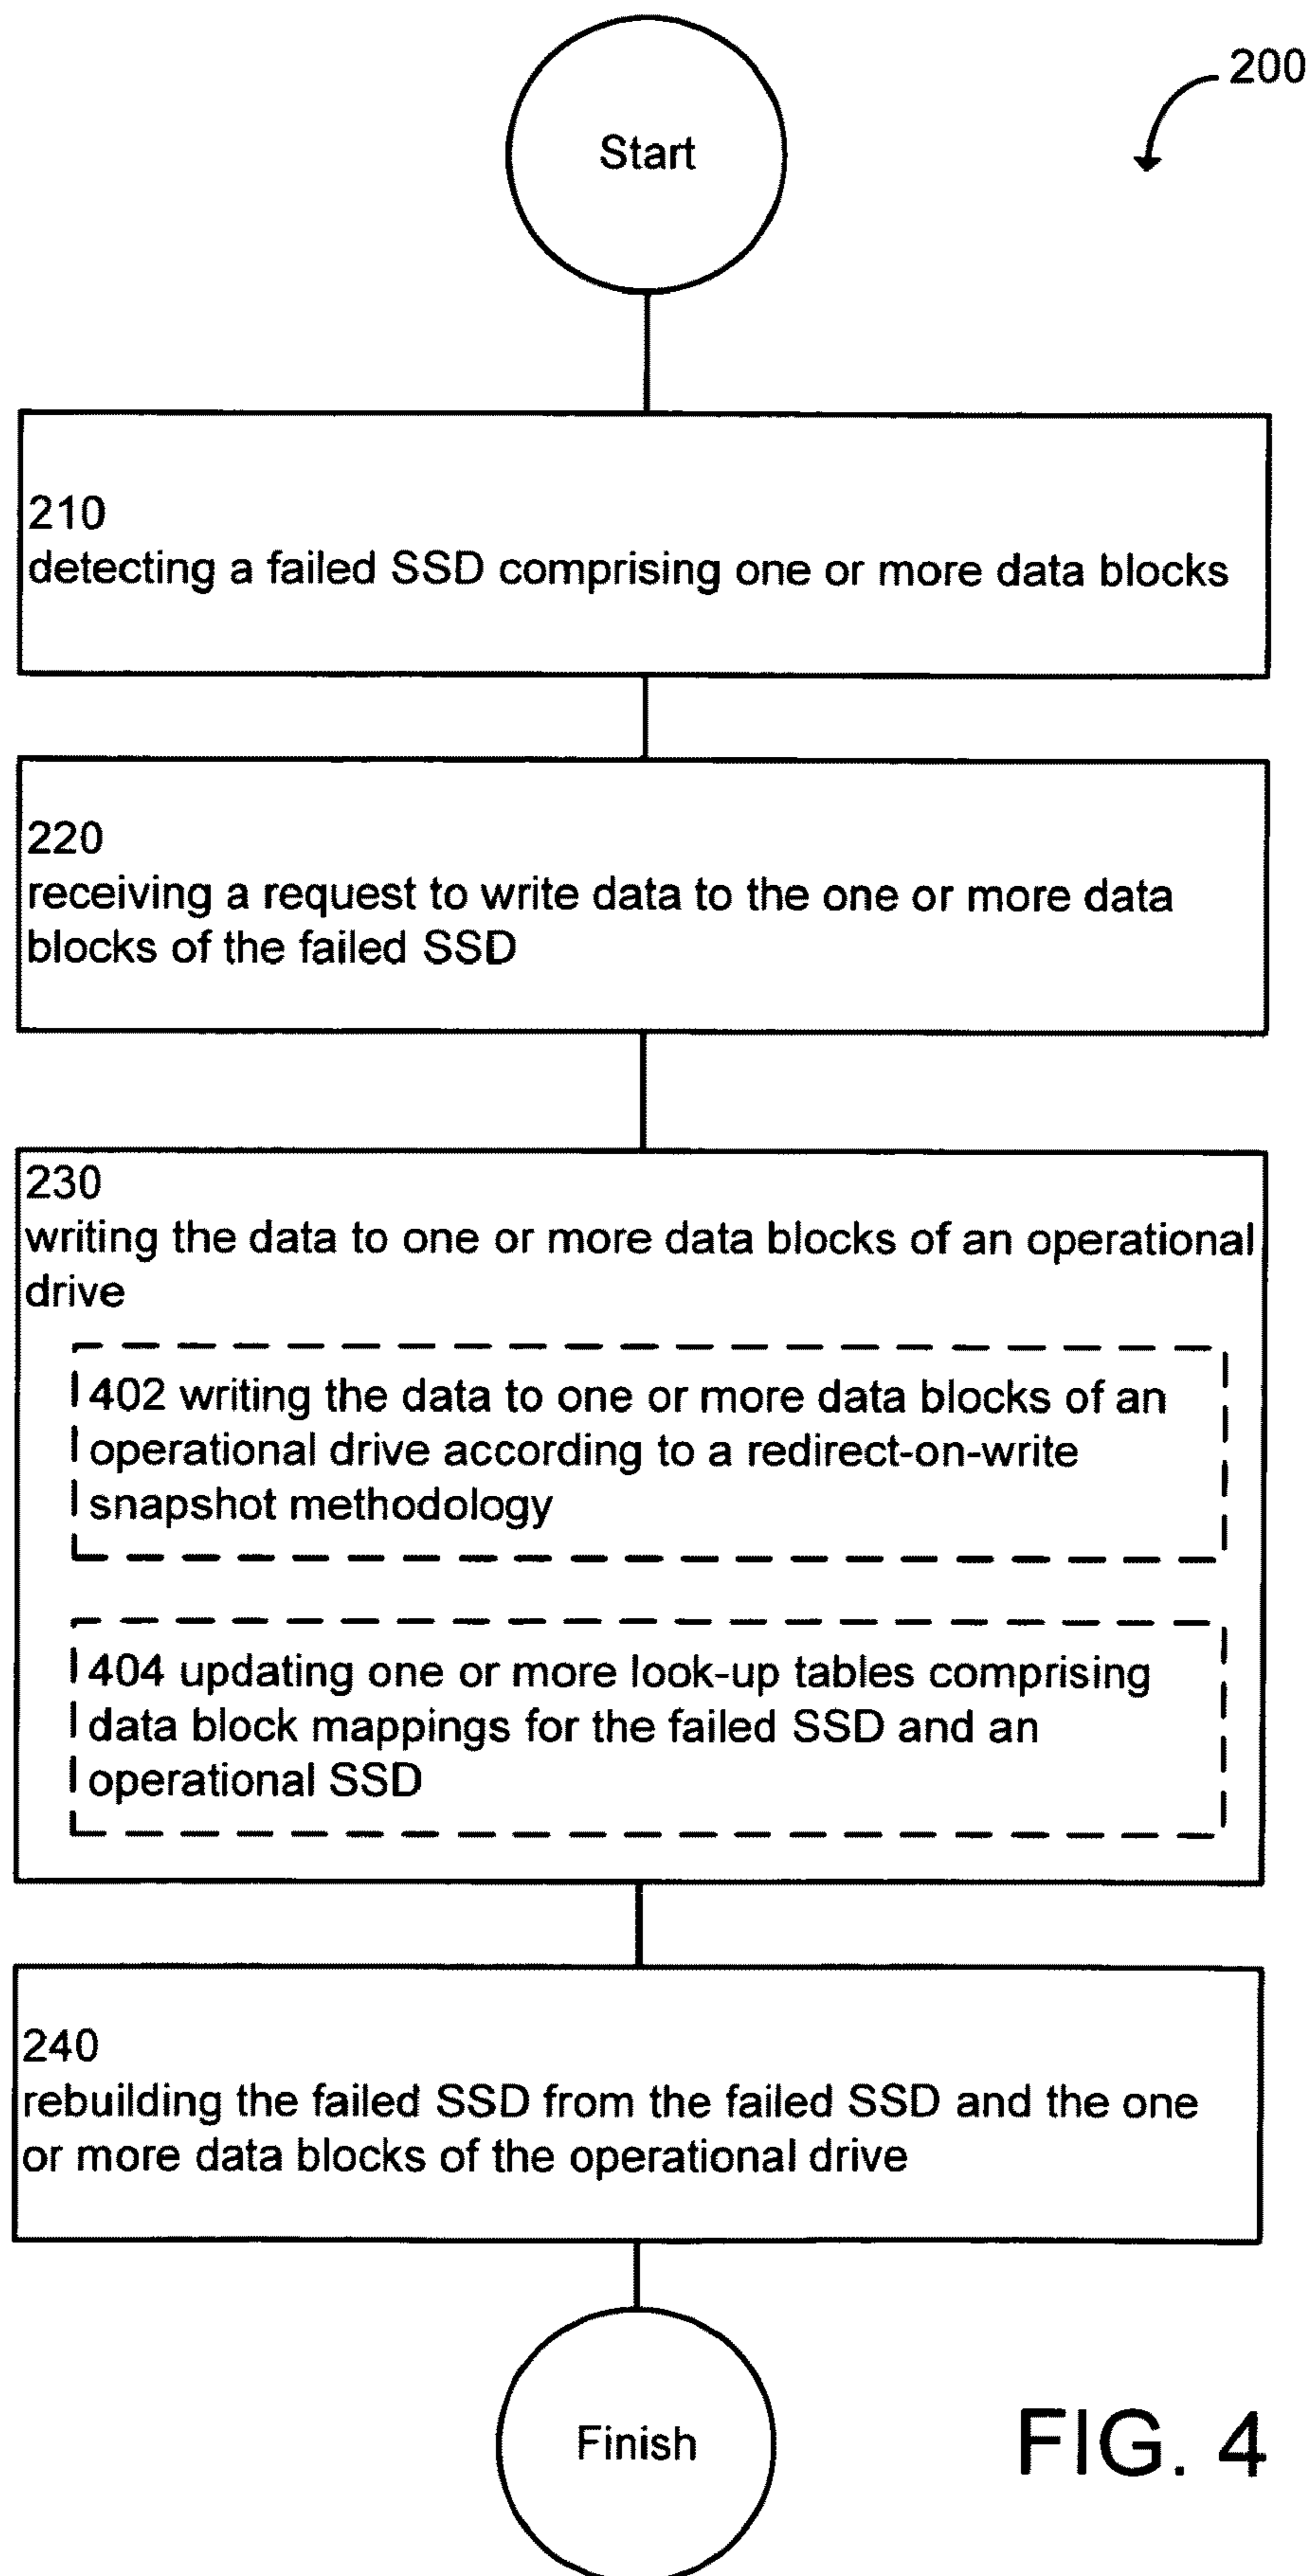 Start
200
210
detecting a failed SSD comprising one or more data blocks
220
receiving a request to write data to the one or more data
blocks of the failed SSD
230
writing the data to one or more data blocks of an operational
drive
402 writing the data to one or more data blocks of an
operational drive according to a redirect-on-write
snapshot methodology
404 updating one or more look-up tables comprising
data block mappings for the failed SSD and an
operational SSD
240
rebuilding the failed SSD from the failed SSD and the one
or more data blocks of the operational drive
Finish
FIG. 4